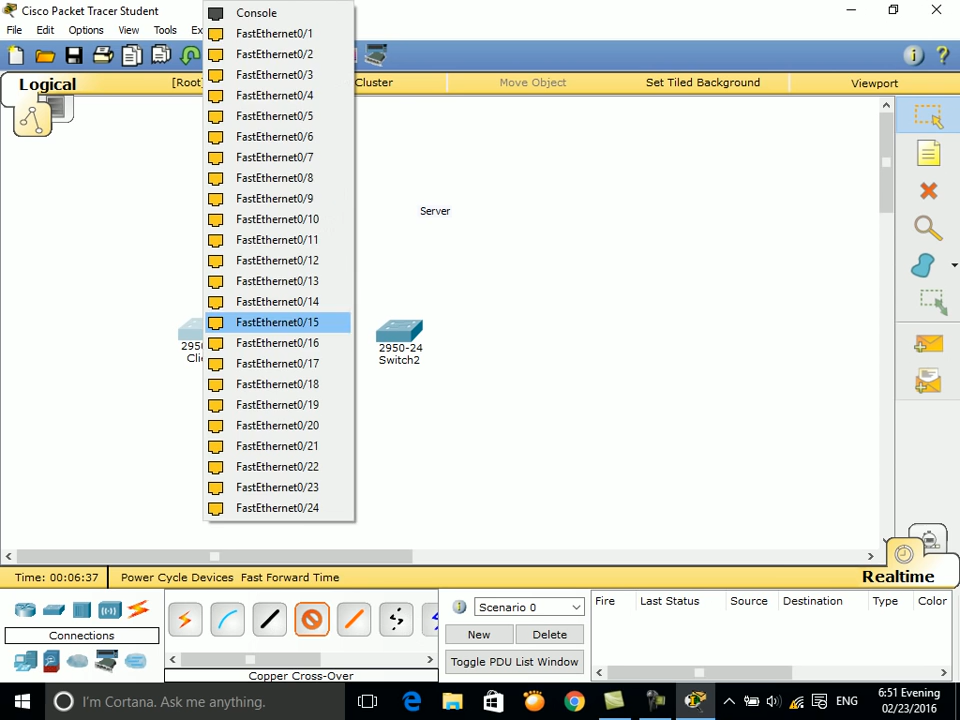 Cisco Packet Tracer Student
File Edit Options View Tools Ex
Logical
[Root]
Cluster
Move Object
Set Tiled Background
Viewport
Console
FastEthernet0/1
FastEthernet0/2
FastEthernet0/3
FastEthernet0/4
FastEthernet0/5
FastEthernet0/6
FastEthernet0/7
FastEthernet0/8
FastEthernet0/9
FastEthernet0/10
FastEthernet0/11
FastEthernet0/12
FastEthernet0/13
FastEthernet0/14
FastEthernet0/15
FastEthernet0/16
FastEthernet0/17
FastEthernet0/18
FastEthernet0/19
FastEthernet0/20
FastEthernet0/21
FastEthernet0/22
FastEthernet0/23
FastEthernet0/24
Server
2950-24
Switch2
Time: 00:06:37
Power Cycle Devices Fast Forward Time
Realtime
Connections
Copper Cross-Over
Scenario 0
New
Delete
Toggle PDU List Window
Fire Last Status Source Destination Type Color
I'm Cortana. Ask me anything.
ENG
6:51 Evening
02/23/2016